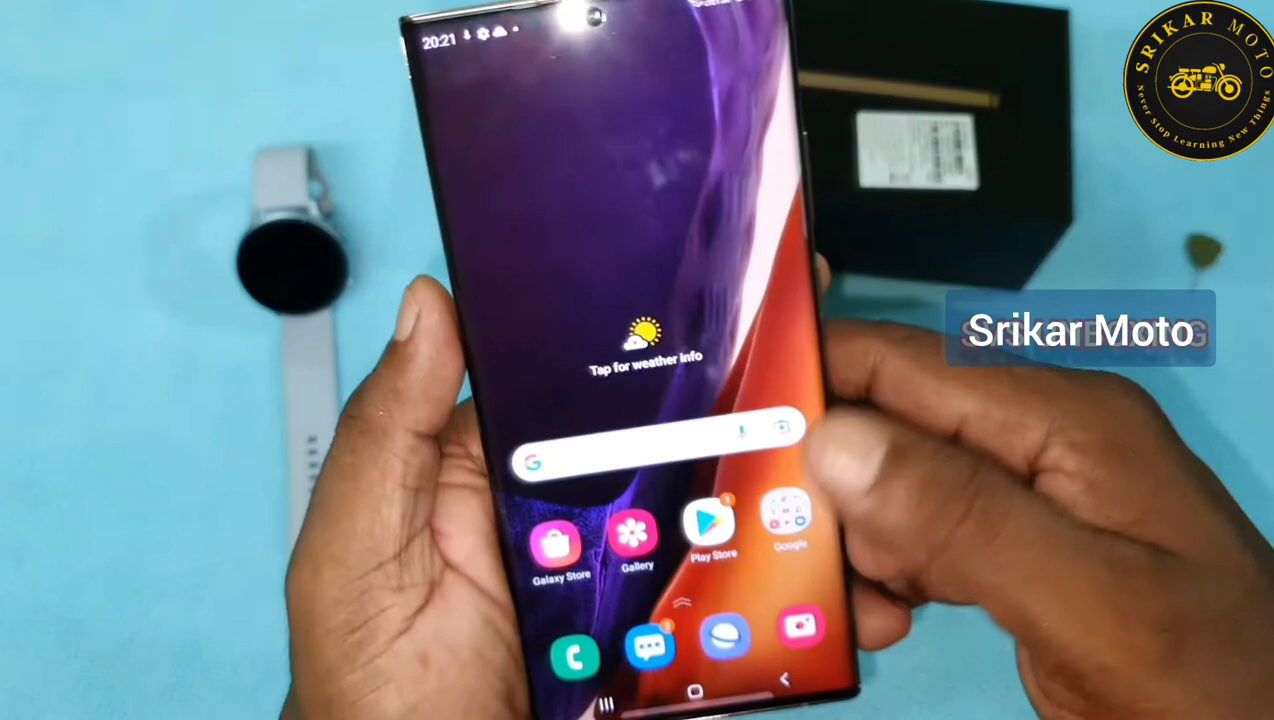 20:21
SRIKAR MOTO
Never Stop Learning New Things
Srikar Moto
Tap for weather info
Galaxy Store
Gallery
Play Store
Google